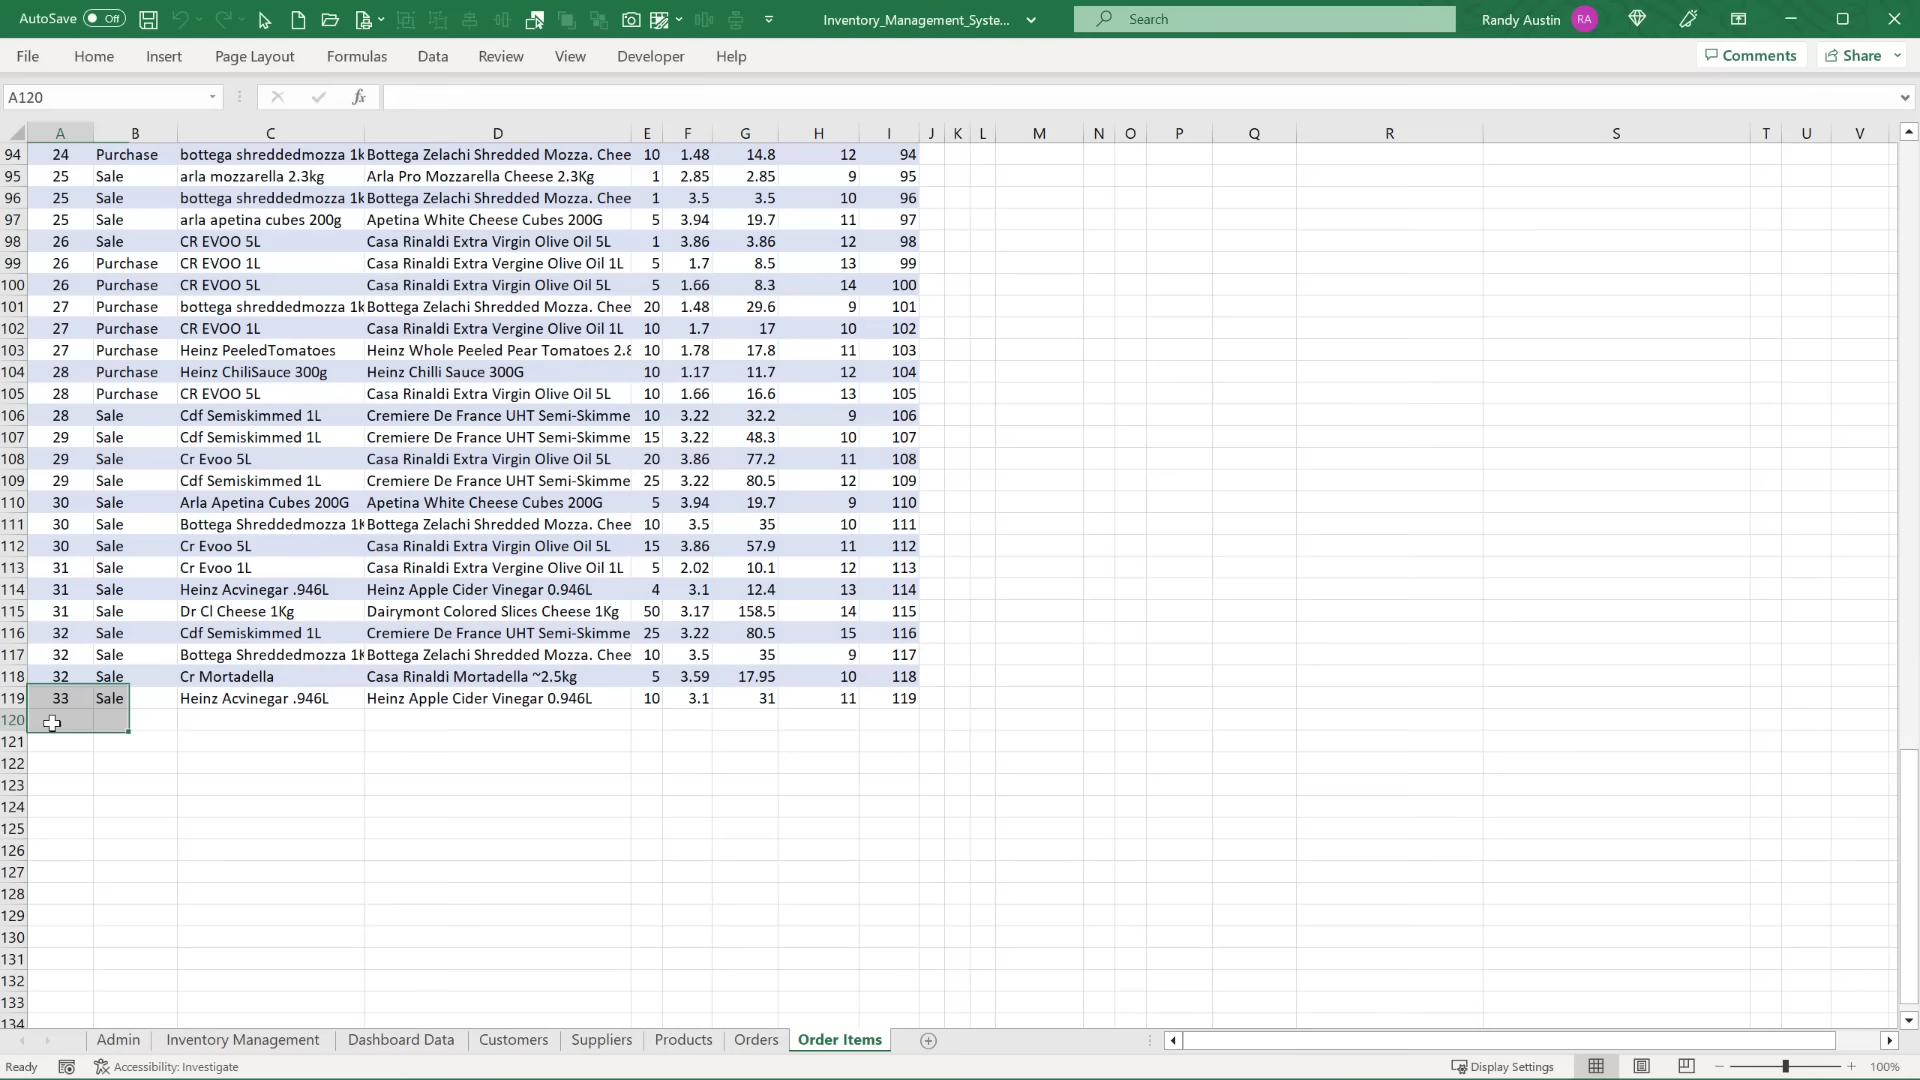 AutoSave Off Inventory_Management_Syste... Search Randy Austin RA
File Home Insert Page Layout Formulas Data Review View Developer Help Comments Share
A120 fx
A B C D E F G H I J K L M N O P Q R S T U V
94 24 Purchase bottega shreddedmozza 1k Bottega Zelachi Shredded Mozza. Chee 10 1.48 14.8 12 94
95 25 Sale arla mozzarella 2.3kg Arla Pro Mozzarella Cheese 2.3Kg 1 2.85 2.85 9 95
96 25 Sale bottega shreddedmozza 1k Bottega Zelachi Shredded Mozza. Chee 1 3.5 3.5 10 96
97 25 Sale arla apetina cubes 200g Apetina White Cheese Cubes 200G 5 3.94 19.7 11 97
98 26 Sale CR EVOO 5L Casa Rinaldi Extra Virgin Olive Oil 5L 1 3.86 3.86 12 98
99 26 Purchase CR EVOO 1L Casa Rinaldi Extra Vergine Olive Oil 1L 5 1.7 8.5 13 99
100 26 Purchase CR EVOO 5L Casa Rinaldi Extra Virgin Olive Oil 5L 5 1.66 8.3 14 100
101 27 Purchase bottega shreddedmozza 1k Bottega Zelachi Shredded Mozza. Chee 20 1.48 29.6 9 101
102 27 Purchase CR EVOO 1L Casa Rinaldi Extra Vergine Olive Oil 1L 10 1.7 17 10 102
103 27 Purchase Heinz PeeledTomatoes Heinz Whole Peeled Pear Tomatoes 2.8 10 1.78 17.8 11 103
104 28 Purchase Heinz ChiliSauce 300g Heinz Chilli Sauce 300G 10 1.17 11.7 12 104
105 28 Purchase CR EVOO 5L Casa Rinaldi Extra Virgin Olive Oil 5L 10 1.66 16.6 13 105
106 28 Sale Cdf Semiskimmed 1L Cremiere De France UHT Semi-Skimme 10 3.22 32.2 9 106
107 29 Sale Cdf Semiskimmed 1L Cremiere De France UHT Semi-Skimme 15 3.22 48.3 10 107
108 29 Sale Cr Evoo 5L Casa Rinaldi Extra Virgin Olive Oil 5L 20 3.86 77.2 11 108
109 29 Sale Cdf Semiskimmed 1L Cremiere De France UHT Semi-Skimme 25 3.22 80.5 12 109
110 30 Sale Arla Apetina Cubes 200G Apetina White Cheese Cubes 200G 5 3.94 19.7 9 110
111 30 Sale Bottega Shreddedmozza 1K Bottega Zelachi Shredded Mozza. Chee 10 3.5 35 10 111
112 30 Sale Cr Evoo 5L Casa Rinaldi Extra Virgin Olive Oil 5L 15 3.86 57.9 11 112
113 31 Sale Cr Evoo 1L Casa Rinaldi Extra Vergine Olive Oil 1L 5 2.02 10.1 12 113
114 31 Sale Heinz Acvinegar .946L Heinz Apple Cider Vinegar 0.946L 4 3.1 12.4 13 114
115 31 Sale Dr Cl Cheese 1Kg Dairymont Colored Slices Cheese 1Kg 50 3.17 158.5 14 115
116 32 Sale Cdf Semiskimmed 1L Cremiere De France UHT Semi-Skimme 25 3.22 80.5 15 116
117 32 Sale Bottega Shreddedmozza 1K Bottega Zelachi Shredded Mozza. Chee 10 3.5 35 9 117
118 32 Sale Cr Mortadella Casa Rinaldi Mortadella ~2.5kg 5 3.59 17.95 10 118
119 33 Sale Heinz Acvinegar .946L Heinz Apple Cider Vinegar 0.946L 10 3.1 31 11 119
120
121
122
123
124
125
126
127
128
129
130
131
132
133
134
Admin Inventory Management Dashboard Data Customers Suppliers Products Orders Order Items
Ready Accessibility: Investigate Display Settings 100%